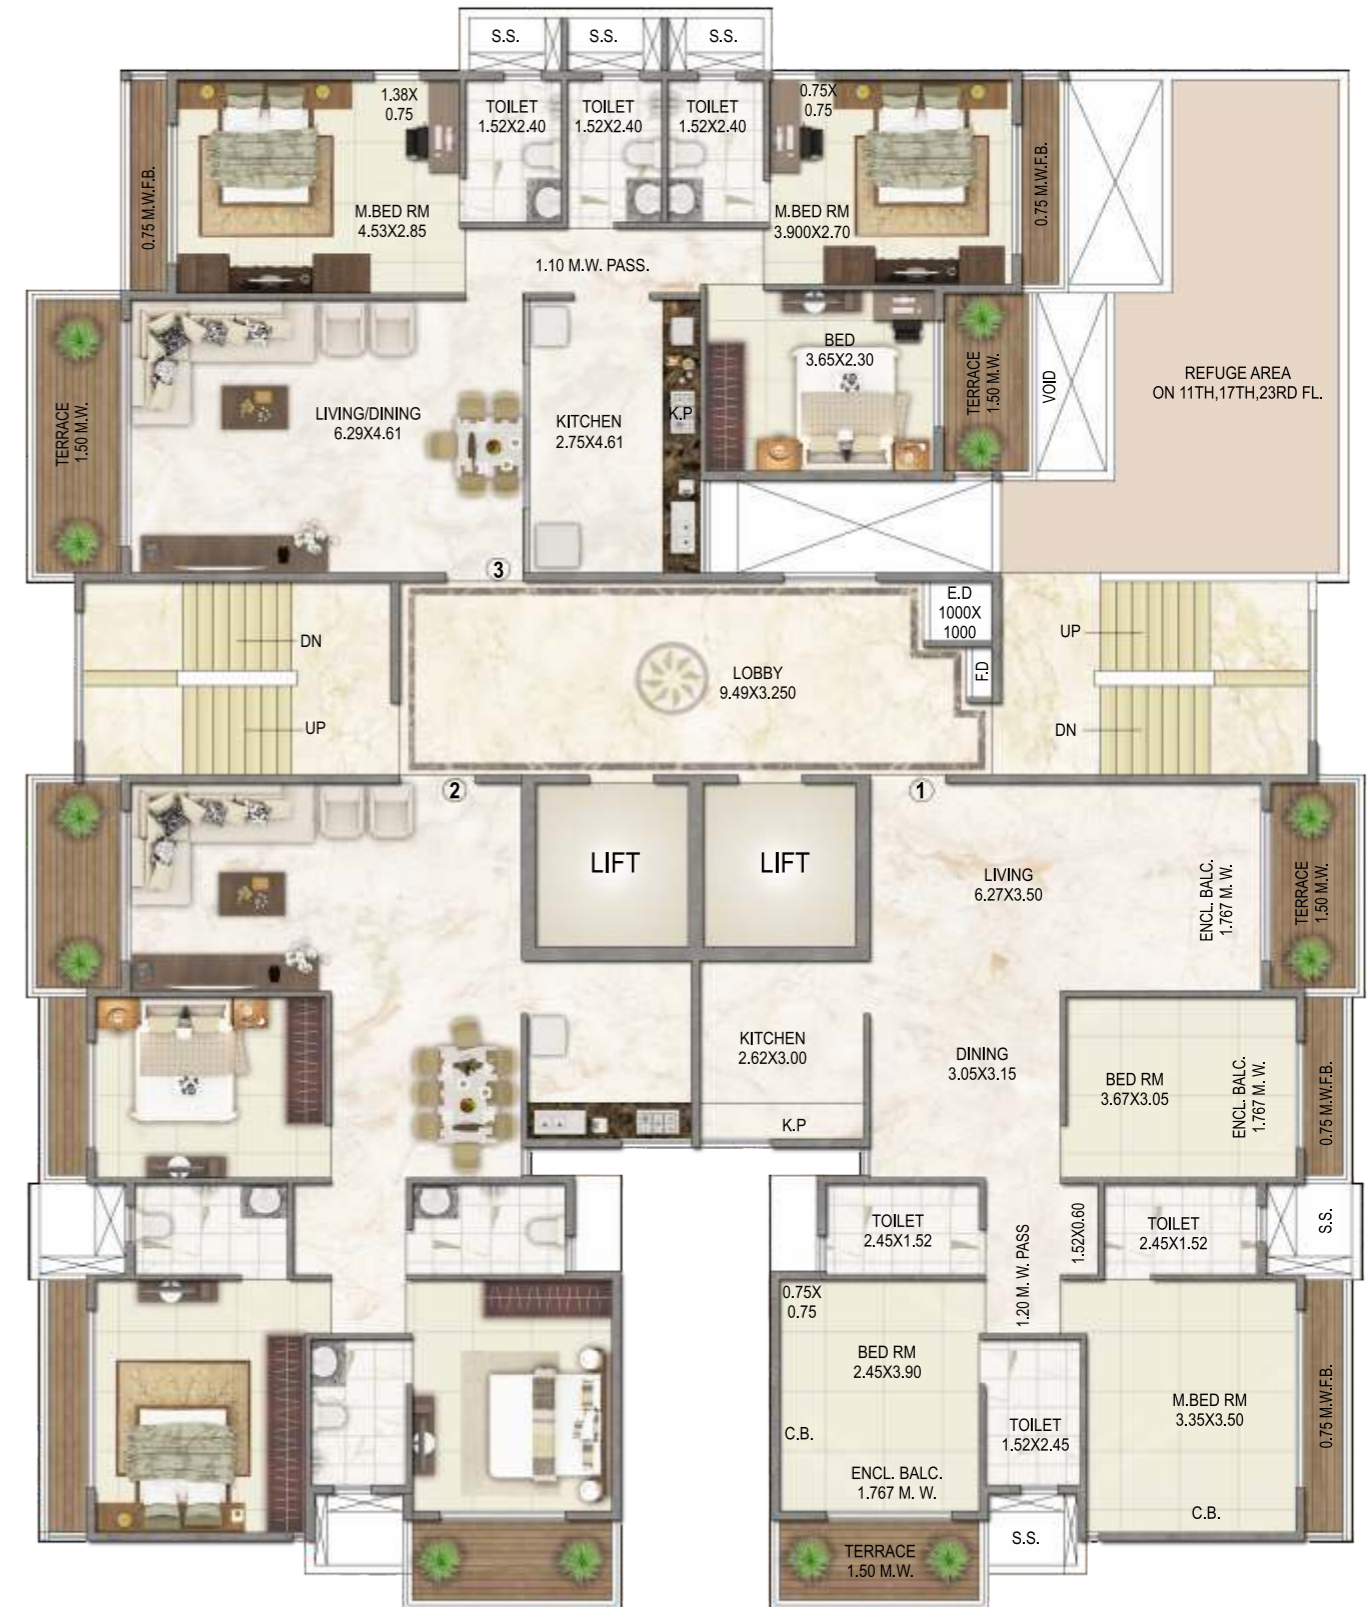 S.S.
S.S.
S.S.
1.38X
0.75
TOILET
1.52X2.40
TOILET
1.52X2.40
TOILET
1.52X2.40
0.75X
0.75
0.75 M.W.F.B.
M.BED RM
4.53X2.85
M.BED RM
3.900X2.70
0.75 M.W.F.B.
1.10 M.W. PASS.
TERRACE
1.50 M.W.
LIVING/DINING
6.29X4.61
KITCHEN
2.75X4.61
K.P
BED
3.65X2.30
TERRACE
1.50 M.W.
VOID
REFUGE AREA
ON 11TH,17TH,23RD FL.
3
DN
UP
LOBBY
9.49X3.250
E.D
1000X
1000
F.D
UP
DN
2
1
LIFT
LIFT
LIVING
6.27X3.50
ENCL. BALC.
1.767 M. W.
TERRACE
1.50 M.W.
KITCHEN
2.62X3.00
K.P
DINING
3.05X3.15
BED RM
3.67X3.05
ENCL. BALC.
1.767 M. W.
0.75 M.W.F.B.
TOILET
2.45X1.52
1.20 M. W. PASS
1.52X0.60
TOILET
2.45X1.52
S.S.
0.75X
0.75
BED RM
2.45X3.90
C.B.
ENCL. BALC.
1.767 M. W.
TOILET
1.52X2.45
M.BED RM
3.35X3.50
C.B.
0.75 M.W.F.B.
TERRACE
1.50 M.W.
S.S.